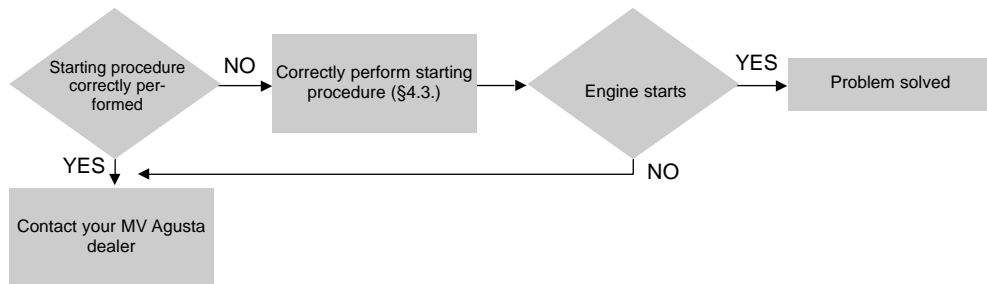 Starting procedure
correctly per-
formed
NO
Correctly perform starting
procedure (§4.3.)
Engine starts
YES
Problem solved
YES
NO
Contact your MV Agusta
dealer